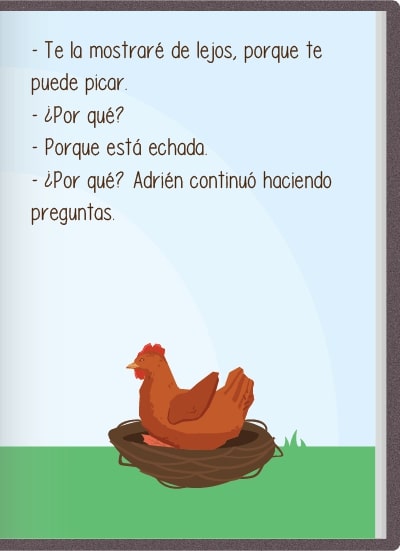 - Te la mostraré de lejos, porque te
puede picar.
- ¿Por qué?
- Porque está echada.
- ¿Por qué? Adrién continuó haciendo
preguntas.